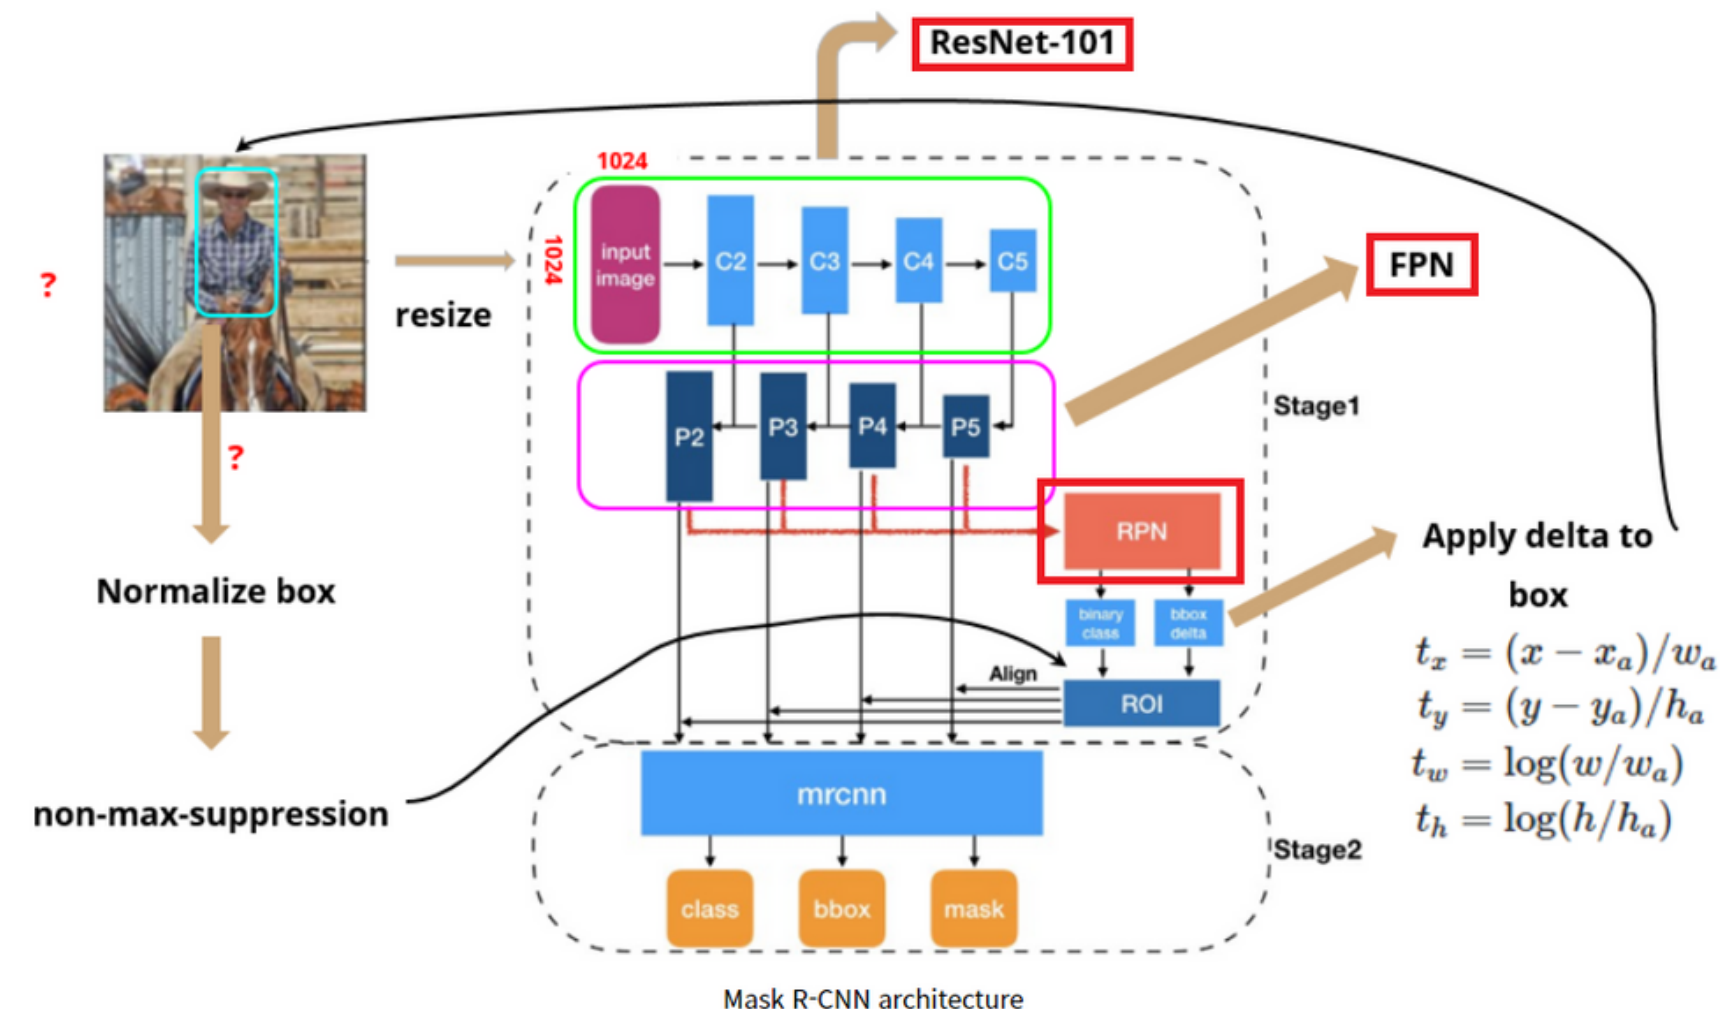 ResNet-101
1024
1024
input
image
C2
C3
C4
C5
FPN
?
resize
P2
P3
P4
P5
Stage1
?
RPN
Apply delta to
box
Normalize box
binary
class
bbox
delta
t_x = (x − x_a)/w_a
t_y = (y − y_a)/h_a
t_w = log(w/w_a)
t_h = log(h/h_a)
Align
ROI
non-max-suppression
mrcnn
Stage2
class
bbox
mask
Mask R-CNN architecture